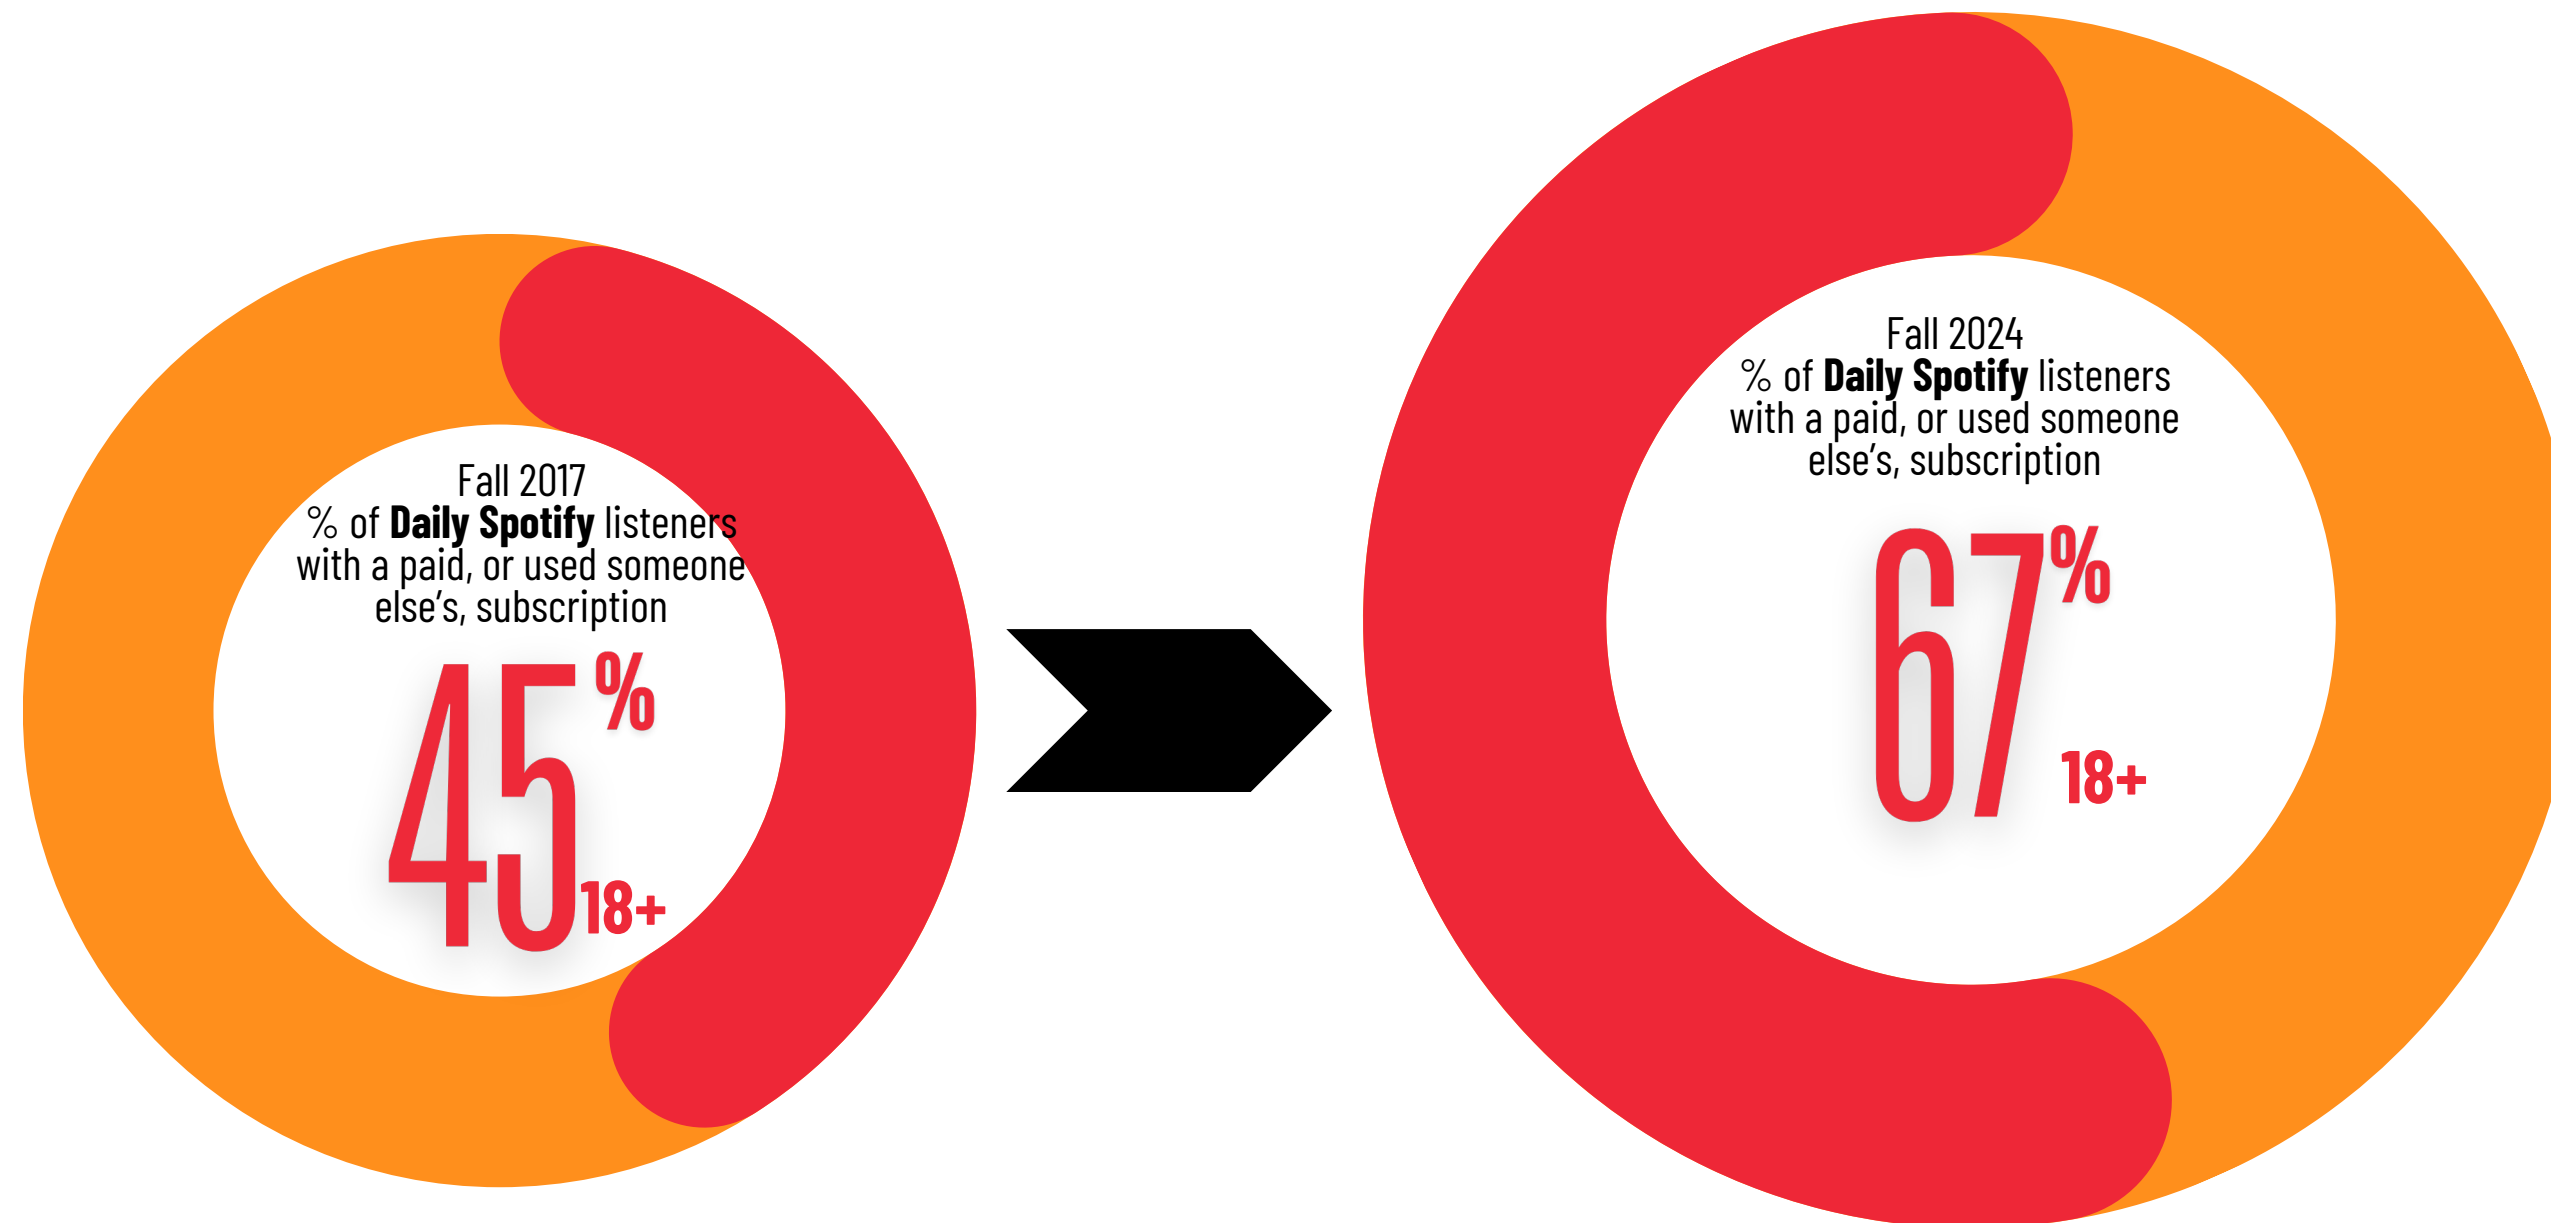 Fall 2017
% of Daily Spotify listeners
with a paid, or used someone
else's, subscription
45%
18+
Fall 2024
% of Daily Spotify listeners
with a paid, or used someone
else's, subscription
67%
18+